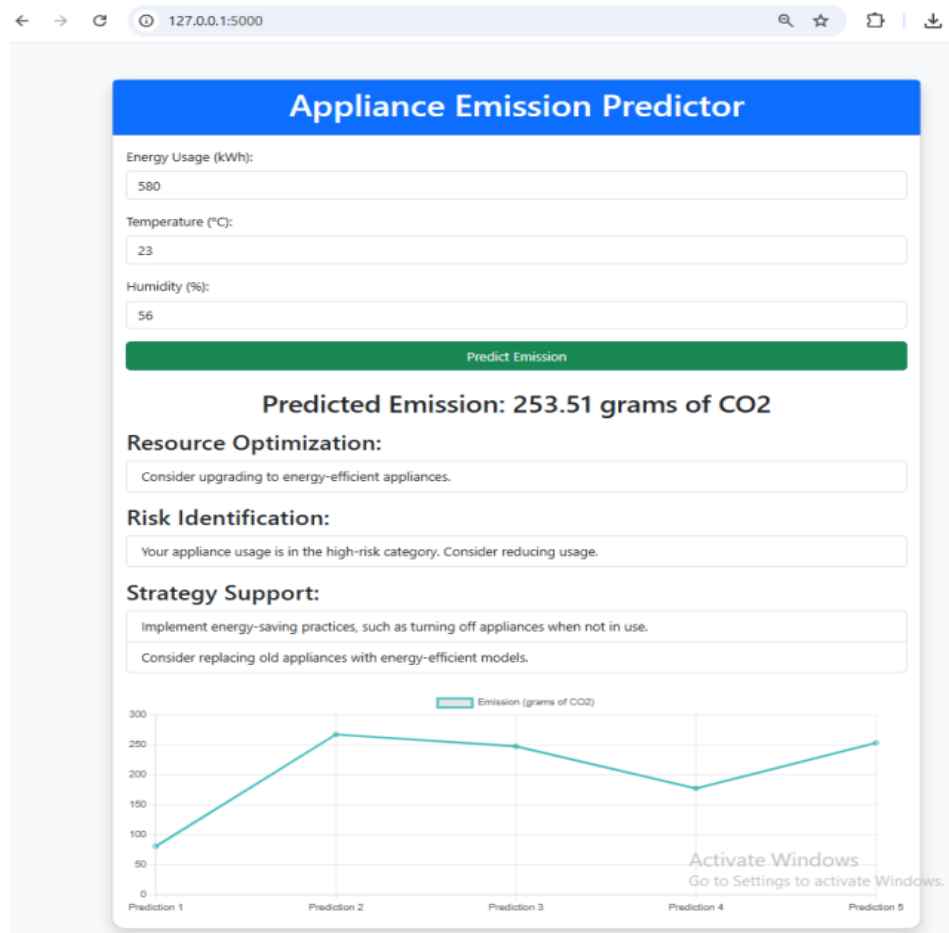 127.0.0.1:5000
Appliance Emission Predictor
Energy Usage (kWh):
580
Temperature (°C):
23
Humidity (%):
56
Predict Emission
Predicted Emission: 253.51 grams of CO2
Resource Optimization:
Consider upgrading to energy-efficient appliances.
Risk Identification:
Your appliance usage is in the high-risk category. Consider reducing usage.
Strategy Support:
Implement energy-saving practices, such as turning off appliances when not in use.
Consider replacing old appliances with energy-efficient models.
Emission (grams of CO2)
300
250
200
150
100
50
0
Prediction 1 Prediction 2 Prediction 3 Prediction 4 Prediction 5
Activate Windows
Go to Settings to activate Windows.